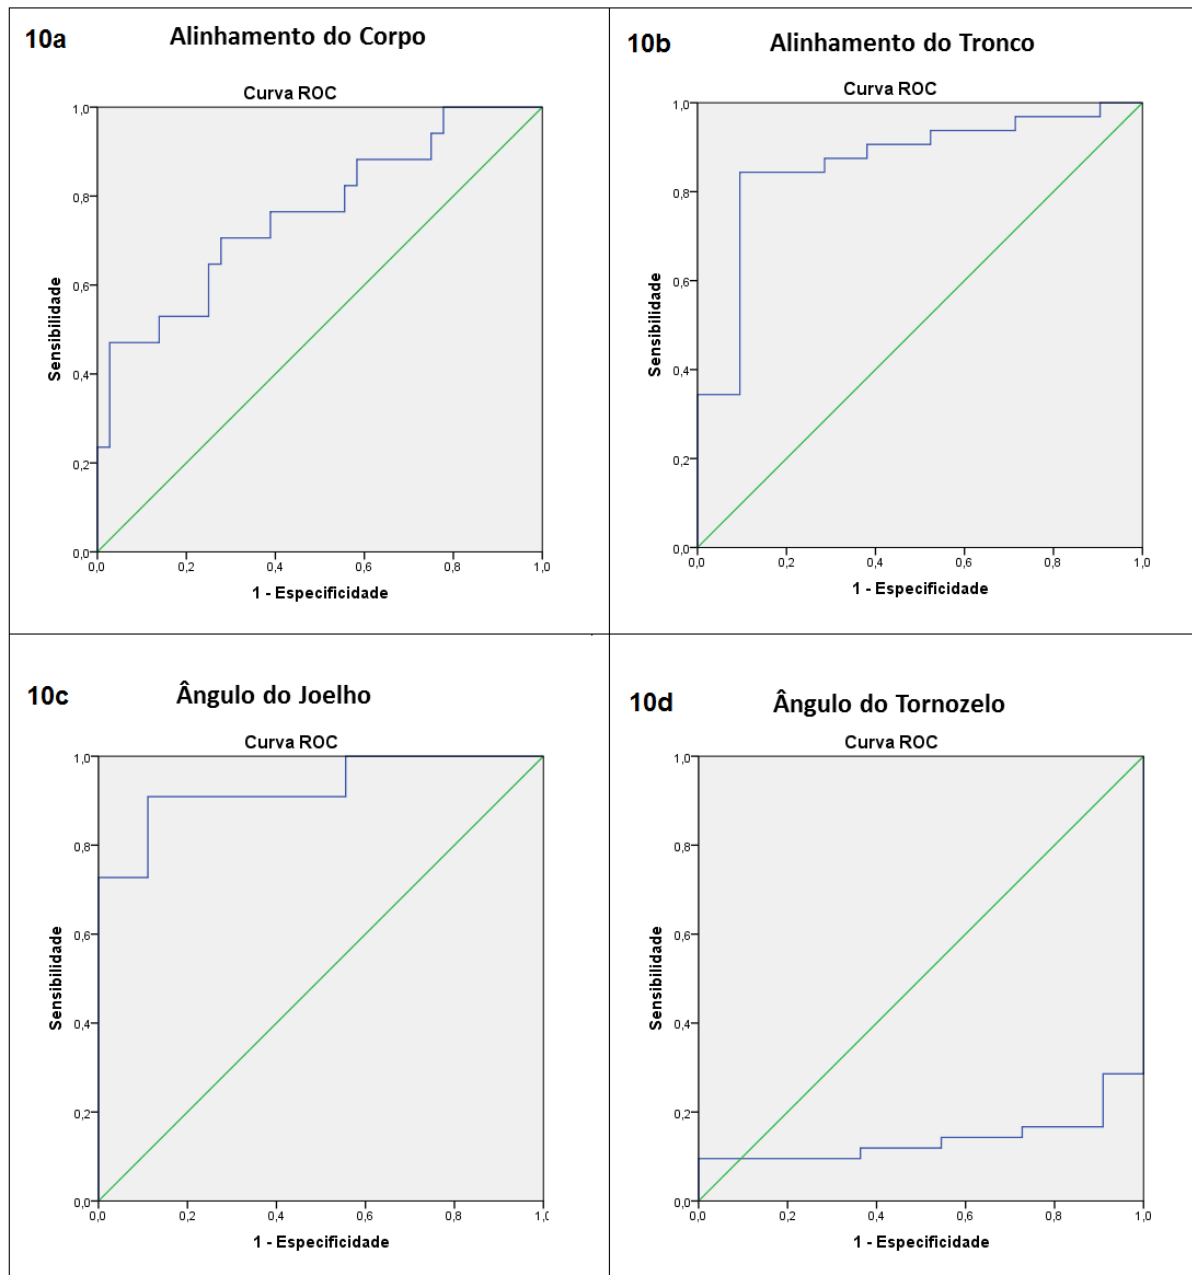 10a
Alinhamento do Corpo
Curva ROC
1,0
0,8
0,6
0,4
0,2
0,0
Sensibilidade
0,0 0,2 0,4 0,6 0,8 1,0
1 - Especificidade
10b
Alinhamento do Tronco
Curva ROC
1,0
0,8
0,6
0,4
0,2
0,0
Sensibilidade
0,0 0,2 0,4 0,6 0,8 1,0
1 - Especificidade
10c
Ângulo do Joelho
Curva ROC
1,0
0,8
0,6
0,4
0,2
0,0
Sensibilidade
0,0 0,2 0,4 0,6 0,8 1,0
1 - Especificidade
10d
Ângulo do Tornozelo
Curva ROC
1,0
0,8
0,6
0,4
0,2
0,0
Sensibilidade
0,0 0,2 0,4 0,6 0,8 1,0
1 - Especificidade